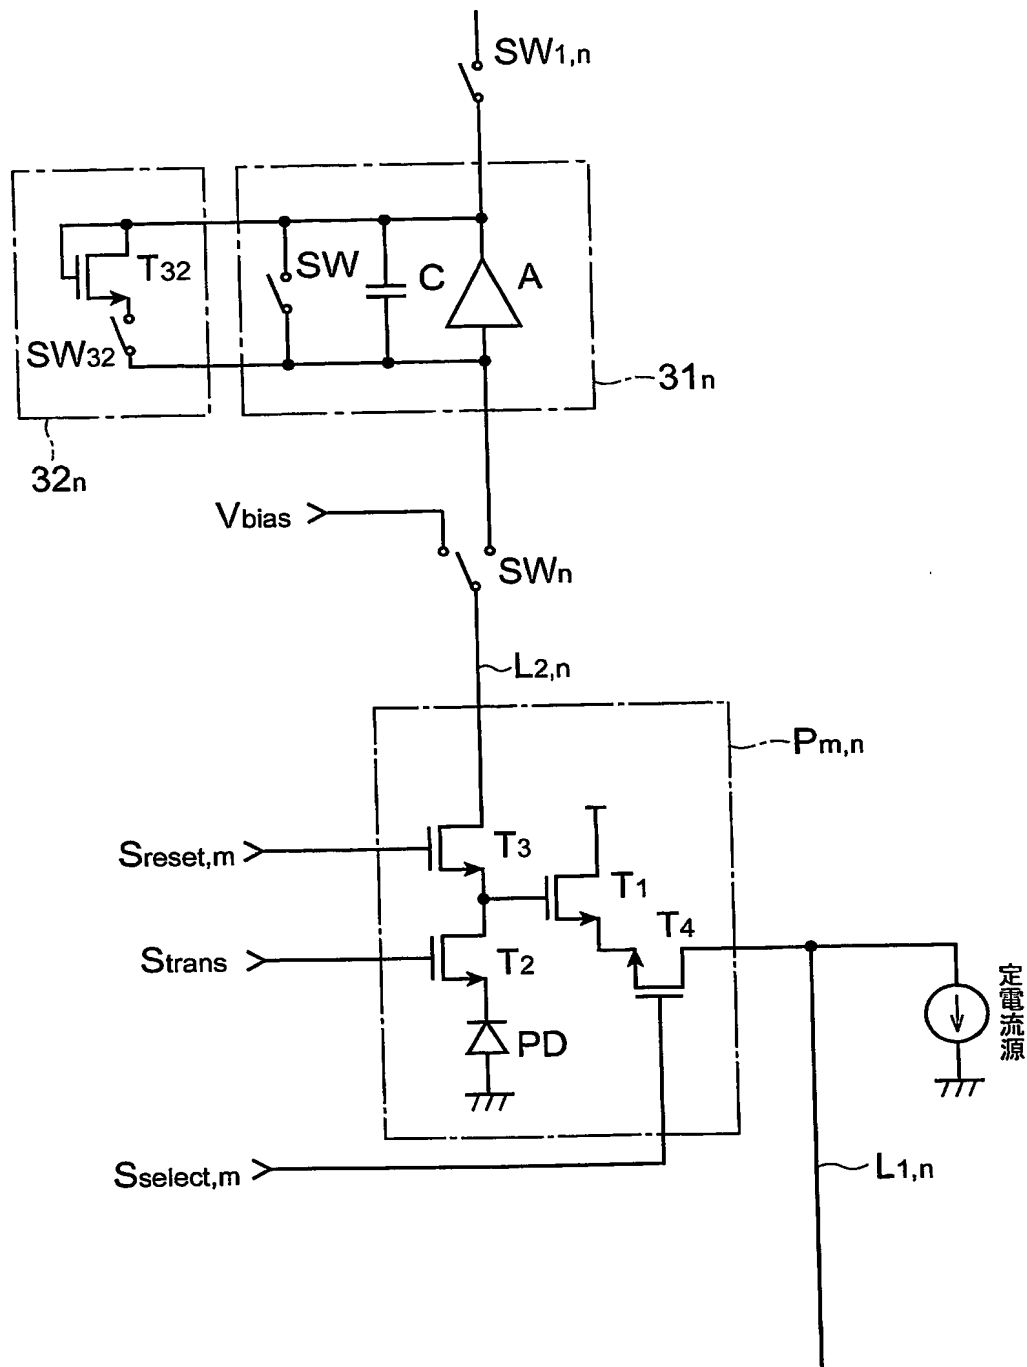 SW1,n
T32
SW
C
A
SW32
31n
32n
Vbias
SWn
L2,n
Pm,n
Sreset,m
T3
T1
T4
Strans
T2
PD
定電流源
Sselect,m
L1,n